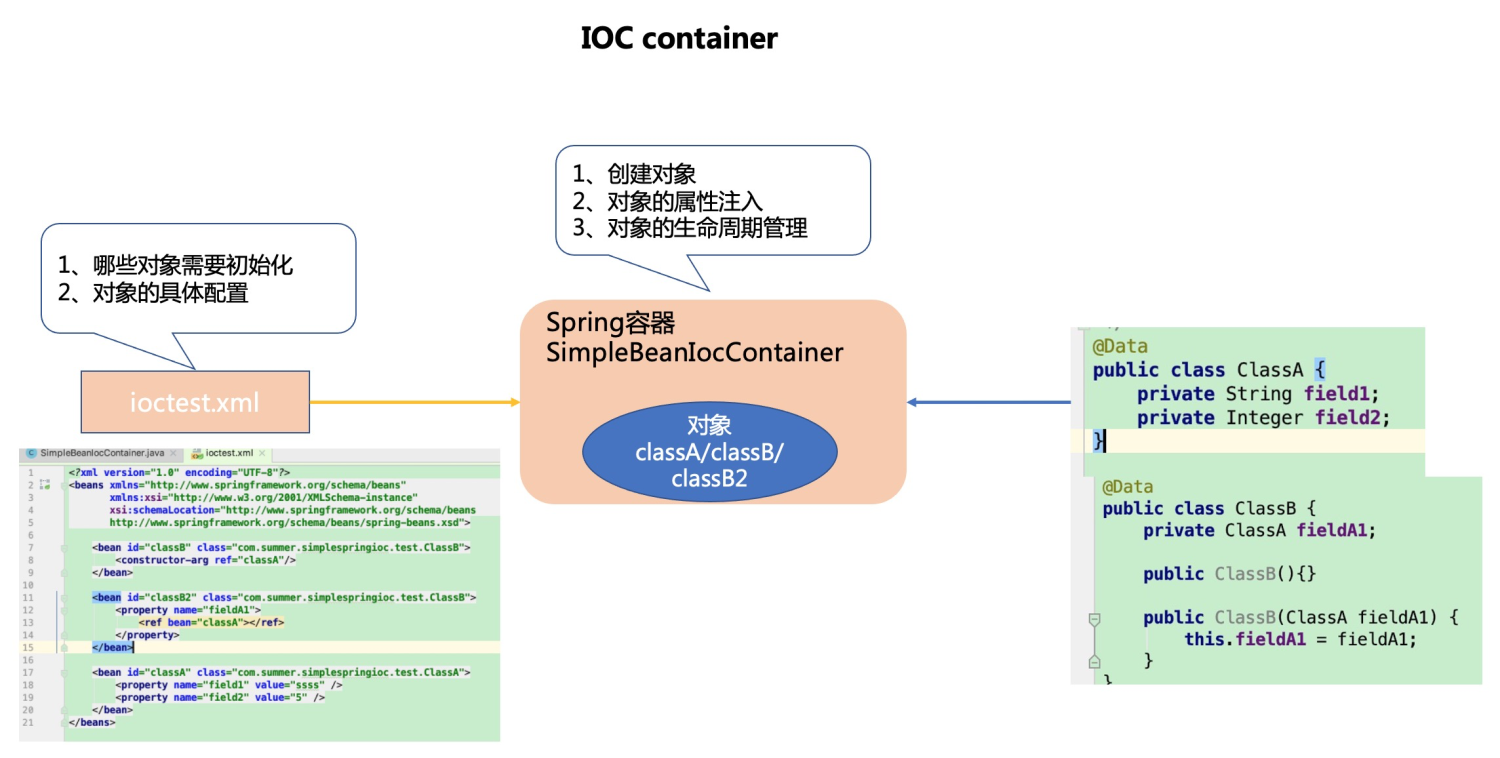 IOC container
1、创建对象
2、对象的属性注入
3、对象的生命周期管理
1、哪些对象需要初始化
2、对象的具体配置
ioctest.xml
Spring容器
SimpleBeanIocContainer
对象
classA/classB/
classB2
SimpleBeanIocContainer.java × ioctest.xml ×
1 <?xml version="1.0" encoding="UTF-8"?>
2 <beans xmlns="http://www.springframework.org/schema/beans"
3 xmlns:xsi="http://www.w3.org/2001/XMLSchema-instance"
4 xsi:schemaLocation="http://www.springframework.org/schema/beans
5 http://www.springframework.org/schema/beans/spring-beans.xsd">
6
7 <bean id="classB" class="com.summer.simplespringioc.test.ClassB">
8 <constructor-arg ref="classA"/>
9 </bean>
10
11 <bean id="classB2" class="com.summer.simplespringioc.test.ClassB">
12 <property name="fieldA1">
13 <ref bean="classA"></ref>
14 </property>
15 </bean>
16
17 <bean id="classA" class="com.summer.simplespringioc.test.ClassA">
18 <property name="field1" value="ssss" />
19 <property name="field2" value="5" />
20 </bean>
21 </beans>
@Data
public class ClassA {
private String field1;
private Integer field2;
}
@Data
public class ClassB {
private ClassA fieldA1;
public ClassB(){}
public ClassB(ClassA fieldA1) {
this.fieldA1 = fieldA1;
}
}